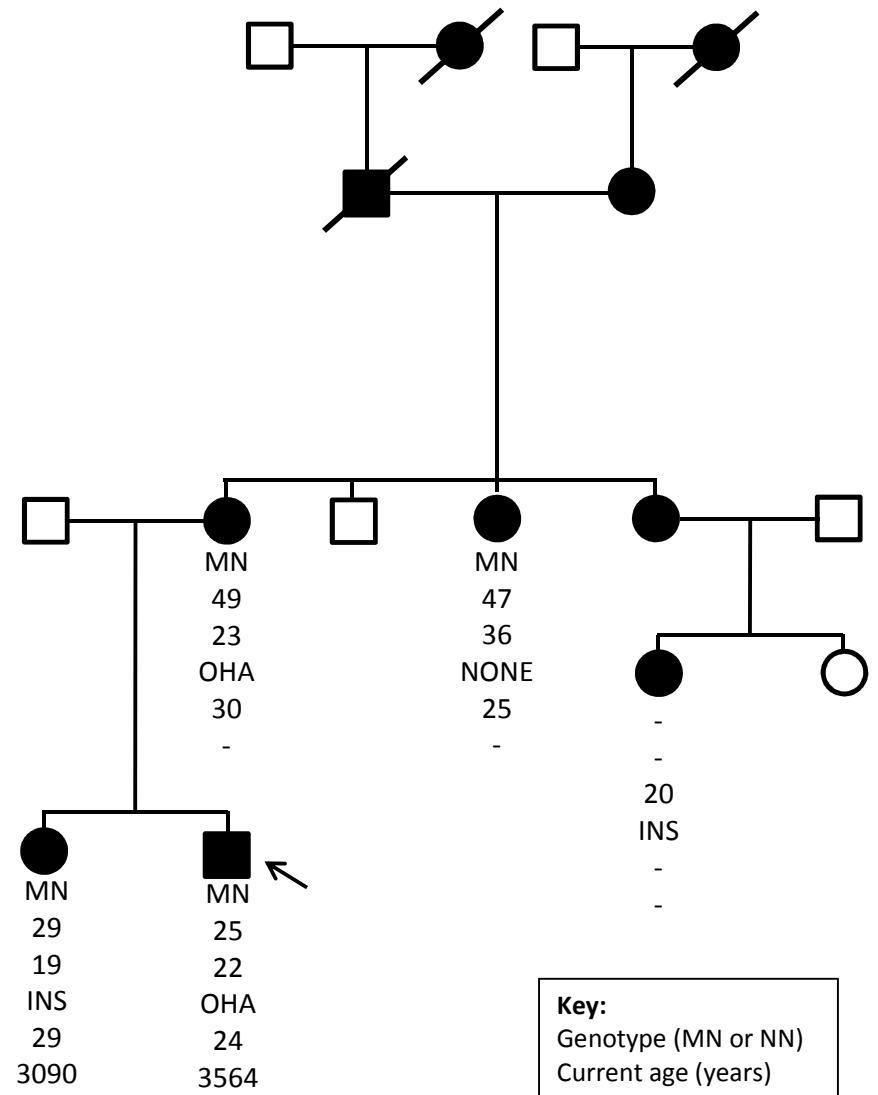 MN
49
23
OHA
30
-
MN
47
36
NONE
25
-
-
-
20
INS
-
-
MN
29
19
INS
29
3090
MN
25
22
OHA
24
3564
Key:
Genotype (MN or NN)
Current age (years)